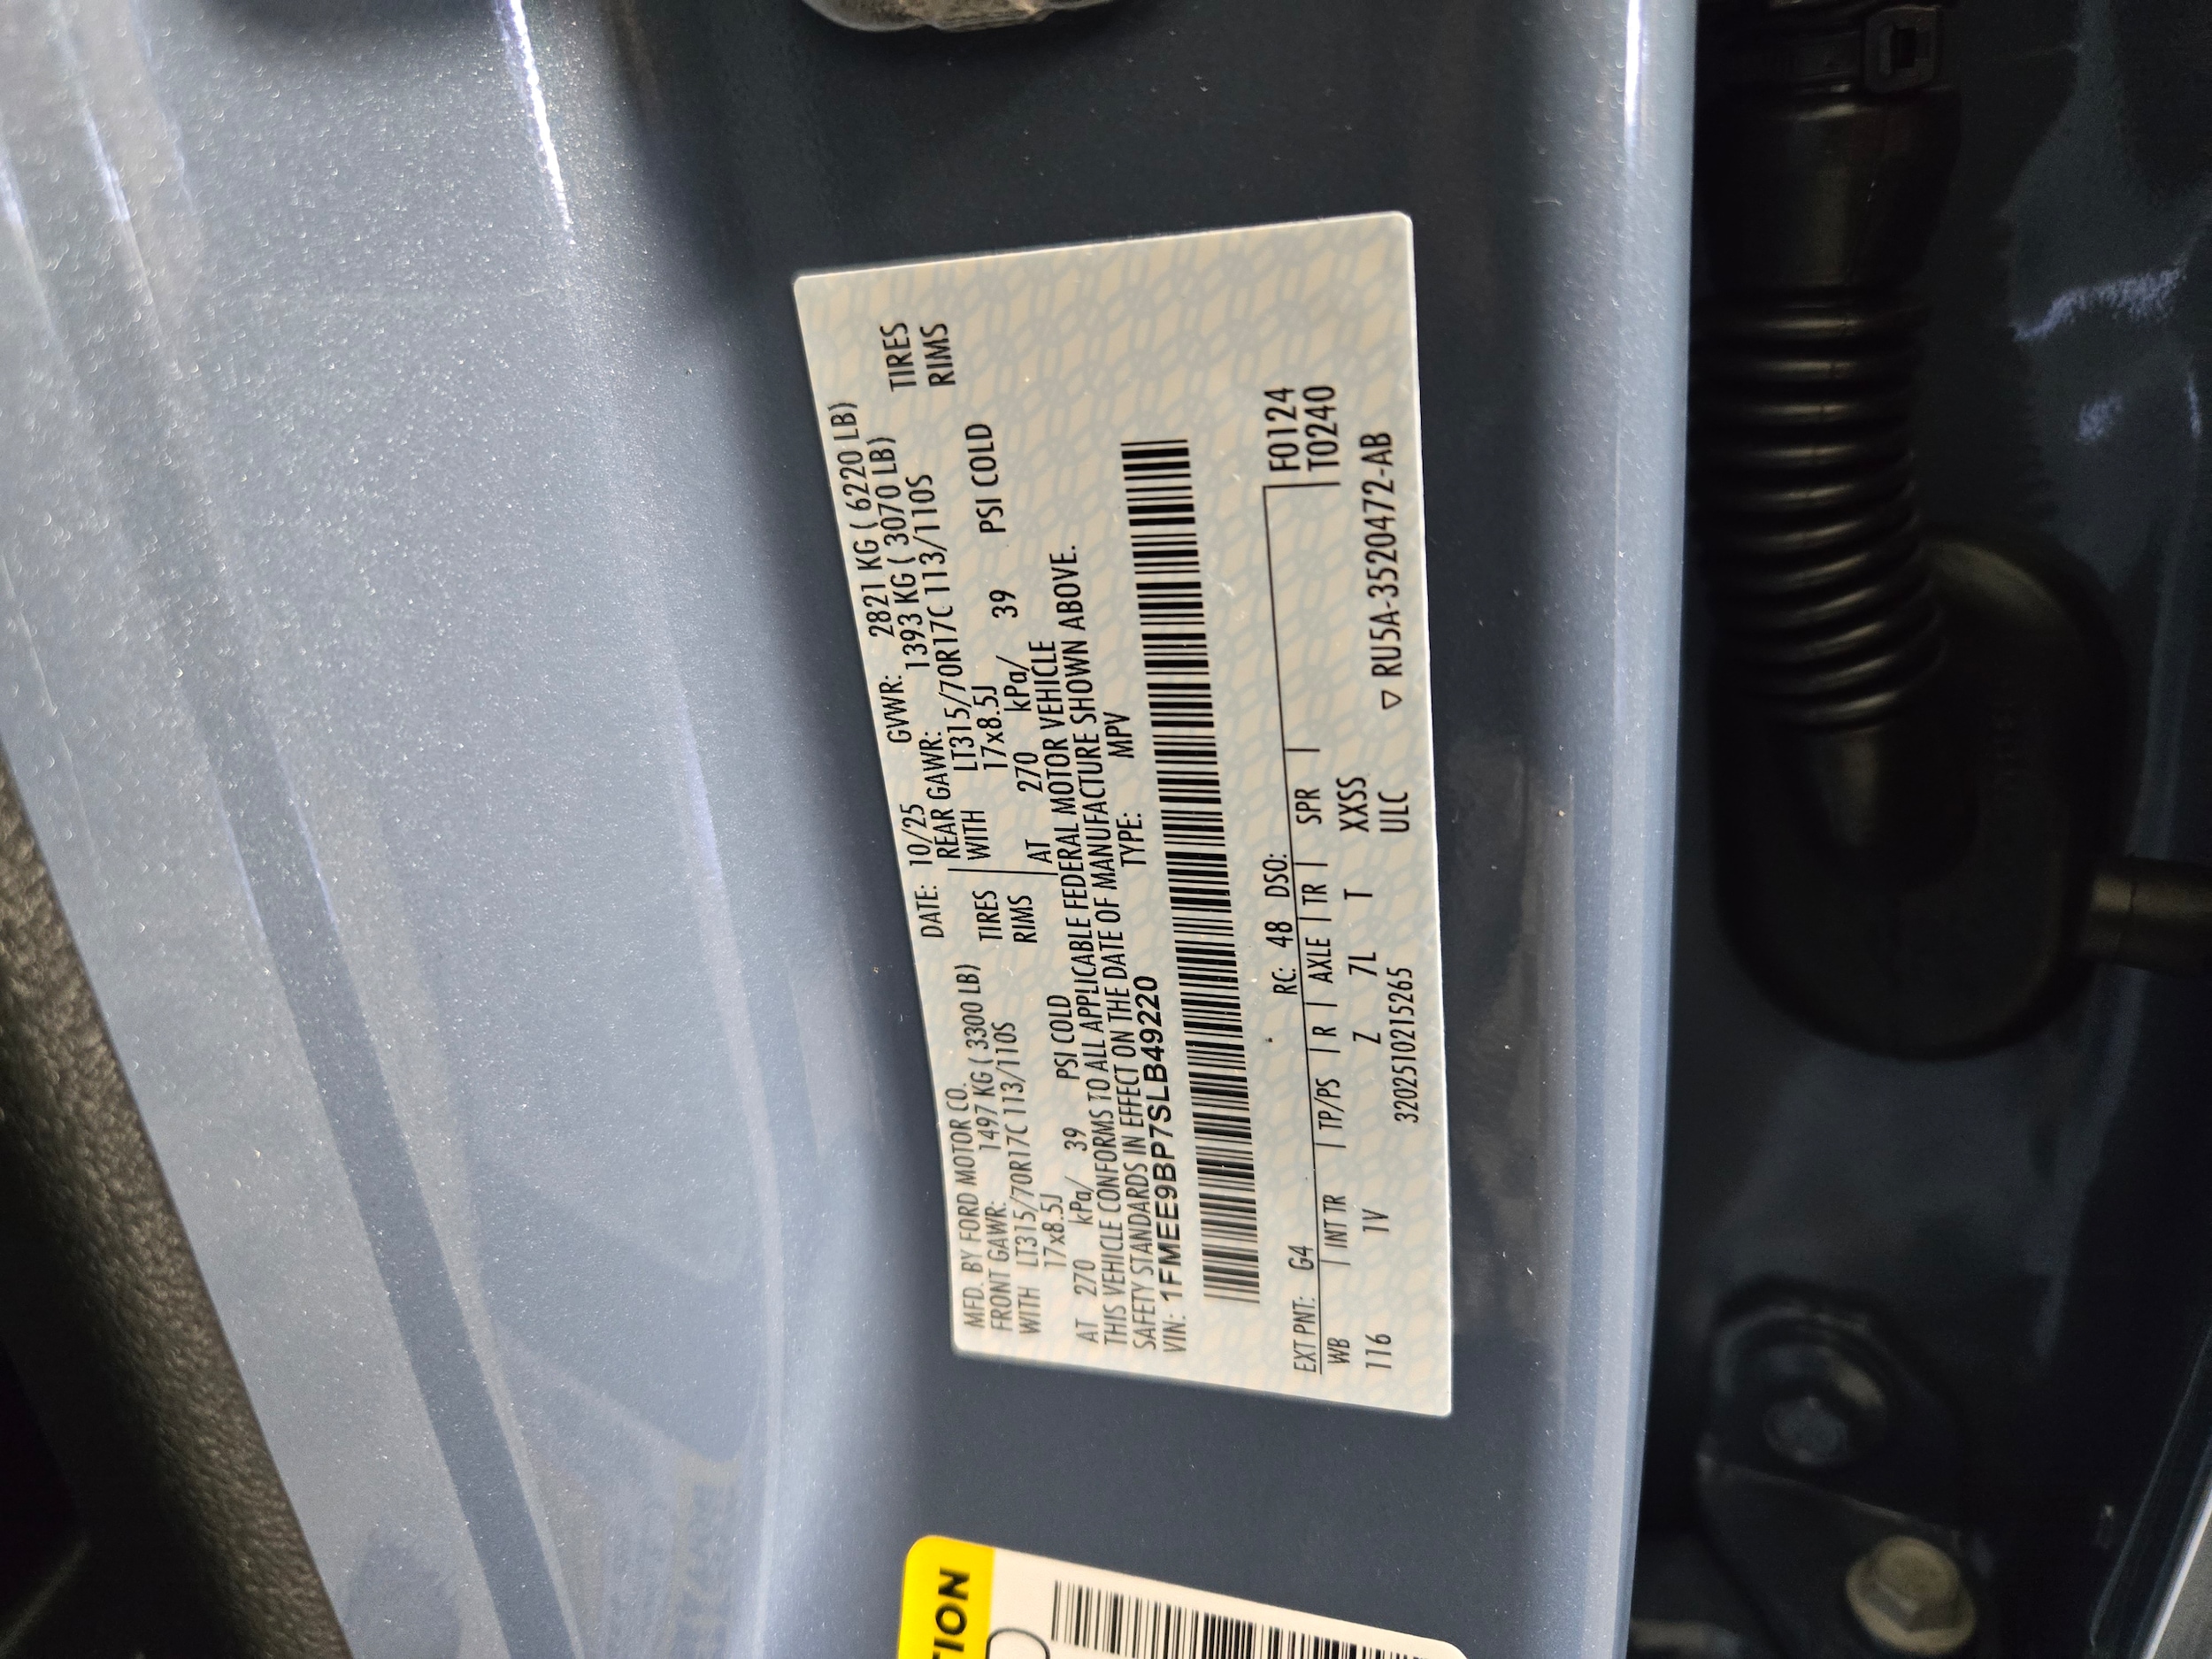 MFD. BY FORD MOTOR CO. DATE: 10/25 GVWR: 2821 KG ( 6220 LB)
FRONT GAWR: 1497 KG ( 3300 LB) REAR GAWR: 1393 KG ( 3070 LB)
WITH LT315/70R17C 113/110S TIRES WITH LT315/70R17C 113/110S TIRES
17x8.5J RIMS 17x8.5J RIMS
AT 270 kPa/ 39 PSI COLD AT 270 kPa/ 39 PSI COLD
THIS VEHICLE CONFORMS TO ALL APPLICABLE FEDERAL MOTOR VEHICLE
SAFETY STANDARDS IN EFFECT ON THE DATE OF MANUFACTURE SHOWN ABOVE.
VIN: 1FMEE9BP7SLB49220 TYPE: MPV
EXT PNT: G4 RC: 48 DSO: F0124
WB | INT TR | TP/PS | R | AXLE | TR | SPR | T0240
116 1V Z 7L T XXSS
320251021526​5 ULC ▽ RU5A-3520472-AB
TION